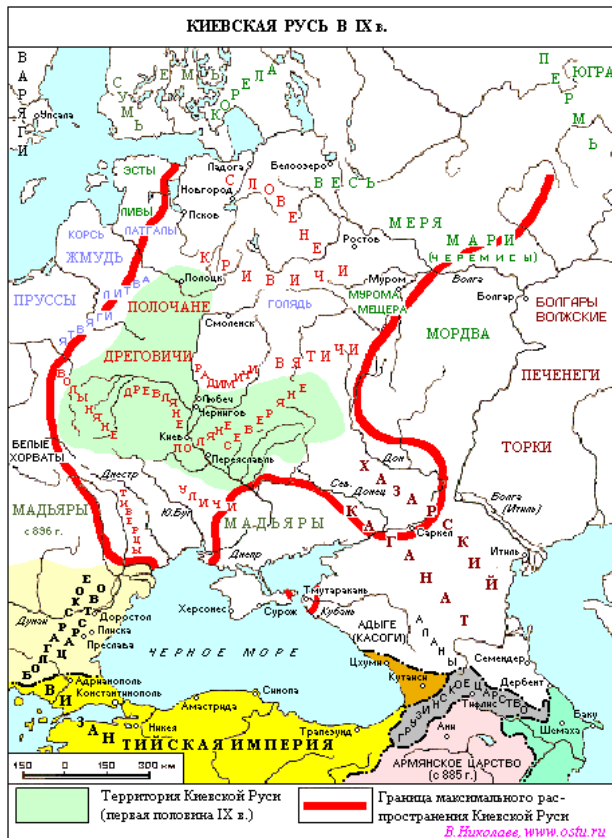 КИЕВСКАЯ РУСЬ В IX в.
ВАРЯГИ
СУМЬ
ЕМЬ
КОРЕЛА
ПЕРМЬ
ЮГРА
Упсала
ЭСТЫ
Ладога
Белоозеро
СЛОВЕНЕ
ВЕСЬ
Новгород
ЛИВЫ
Псков
ЛАТГАЛЫ
КОРСЬ
ЖМУДЬ
МЕРЯ
Ростов
МАРИ
(ЧЕРЕМИСЫ)
КРИВИЧИ
Полоцк
Муром
Волга
Болгар
БОЛГАРЫ
ВОЛЖСКИЕ
ПРУССЫ
ЛИТВА
ПОЛОЧАНЕ
ГОЛЯДЬ
МУРОМА
МЕЩЕРА
Смоленск
МОРДВА
ЯТВЯГИ
ДРЕГОВИЧИ
РАДИМИЧИ
ВЯТИЧИ
ПЕЧЕНЕГИ
ВОЛЫНЯНЕ
ДРЕВЛЯНЕ
Любеч
Чернигов
СЕВЕРЯНЕ
Киев
ПОЛЯНЕ
Переяславль
БЕЛЫЕ
ХОРВАТЫ
Дон
ТОРКИ
Днестр
Сев.
Донец
ХАЗАРСКИЙ
КАГАНАТ
УЛИЧИ
Ю.Буг
МАДЬЯРЫ
с 896 г.
ТИВЕРЦЫ
МАДЬЯРЫ
Волга
(Итиль)
Саркел
Днепр
Итиль
Тмутаракань
Херсонес
Сурож
Кубань
АДЫГЕ
(КАСОГИ)
АЛАНЫ
Дунай
Доростол
Плиска
Преслава
БОЛГАРСКОЕ
ЦАРСТВО
ЧЕРНОЕ МОРЕ
Цхуми
Семендер
Кутаиси
Дербент
Адрианополь
Константинополь
Синопа
Амастрида
ГРУЗИНСКОЕ ЦАРСТВО
Тифлис
Баку
Никея
Трапезунд
Ани
Шемаха
ВИЗАНТИЙСКАЯ ИМПЕРИЯ
АРМЯНСКОЕ ЦАРСТВО
(с 885 г.)
150 0 150 300 км
Территория Киевской Руси
(первая половина IX в.)
Граница максимального рас-
пространения Киевской Руси
В. Николаев, www.ostu.ru